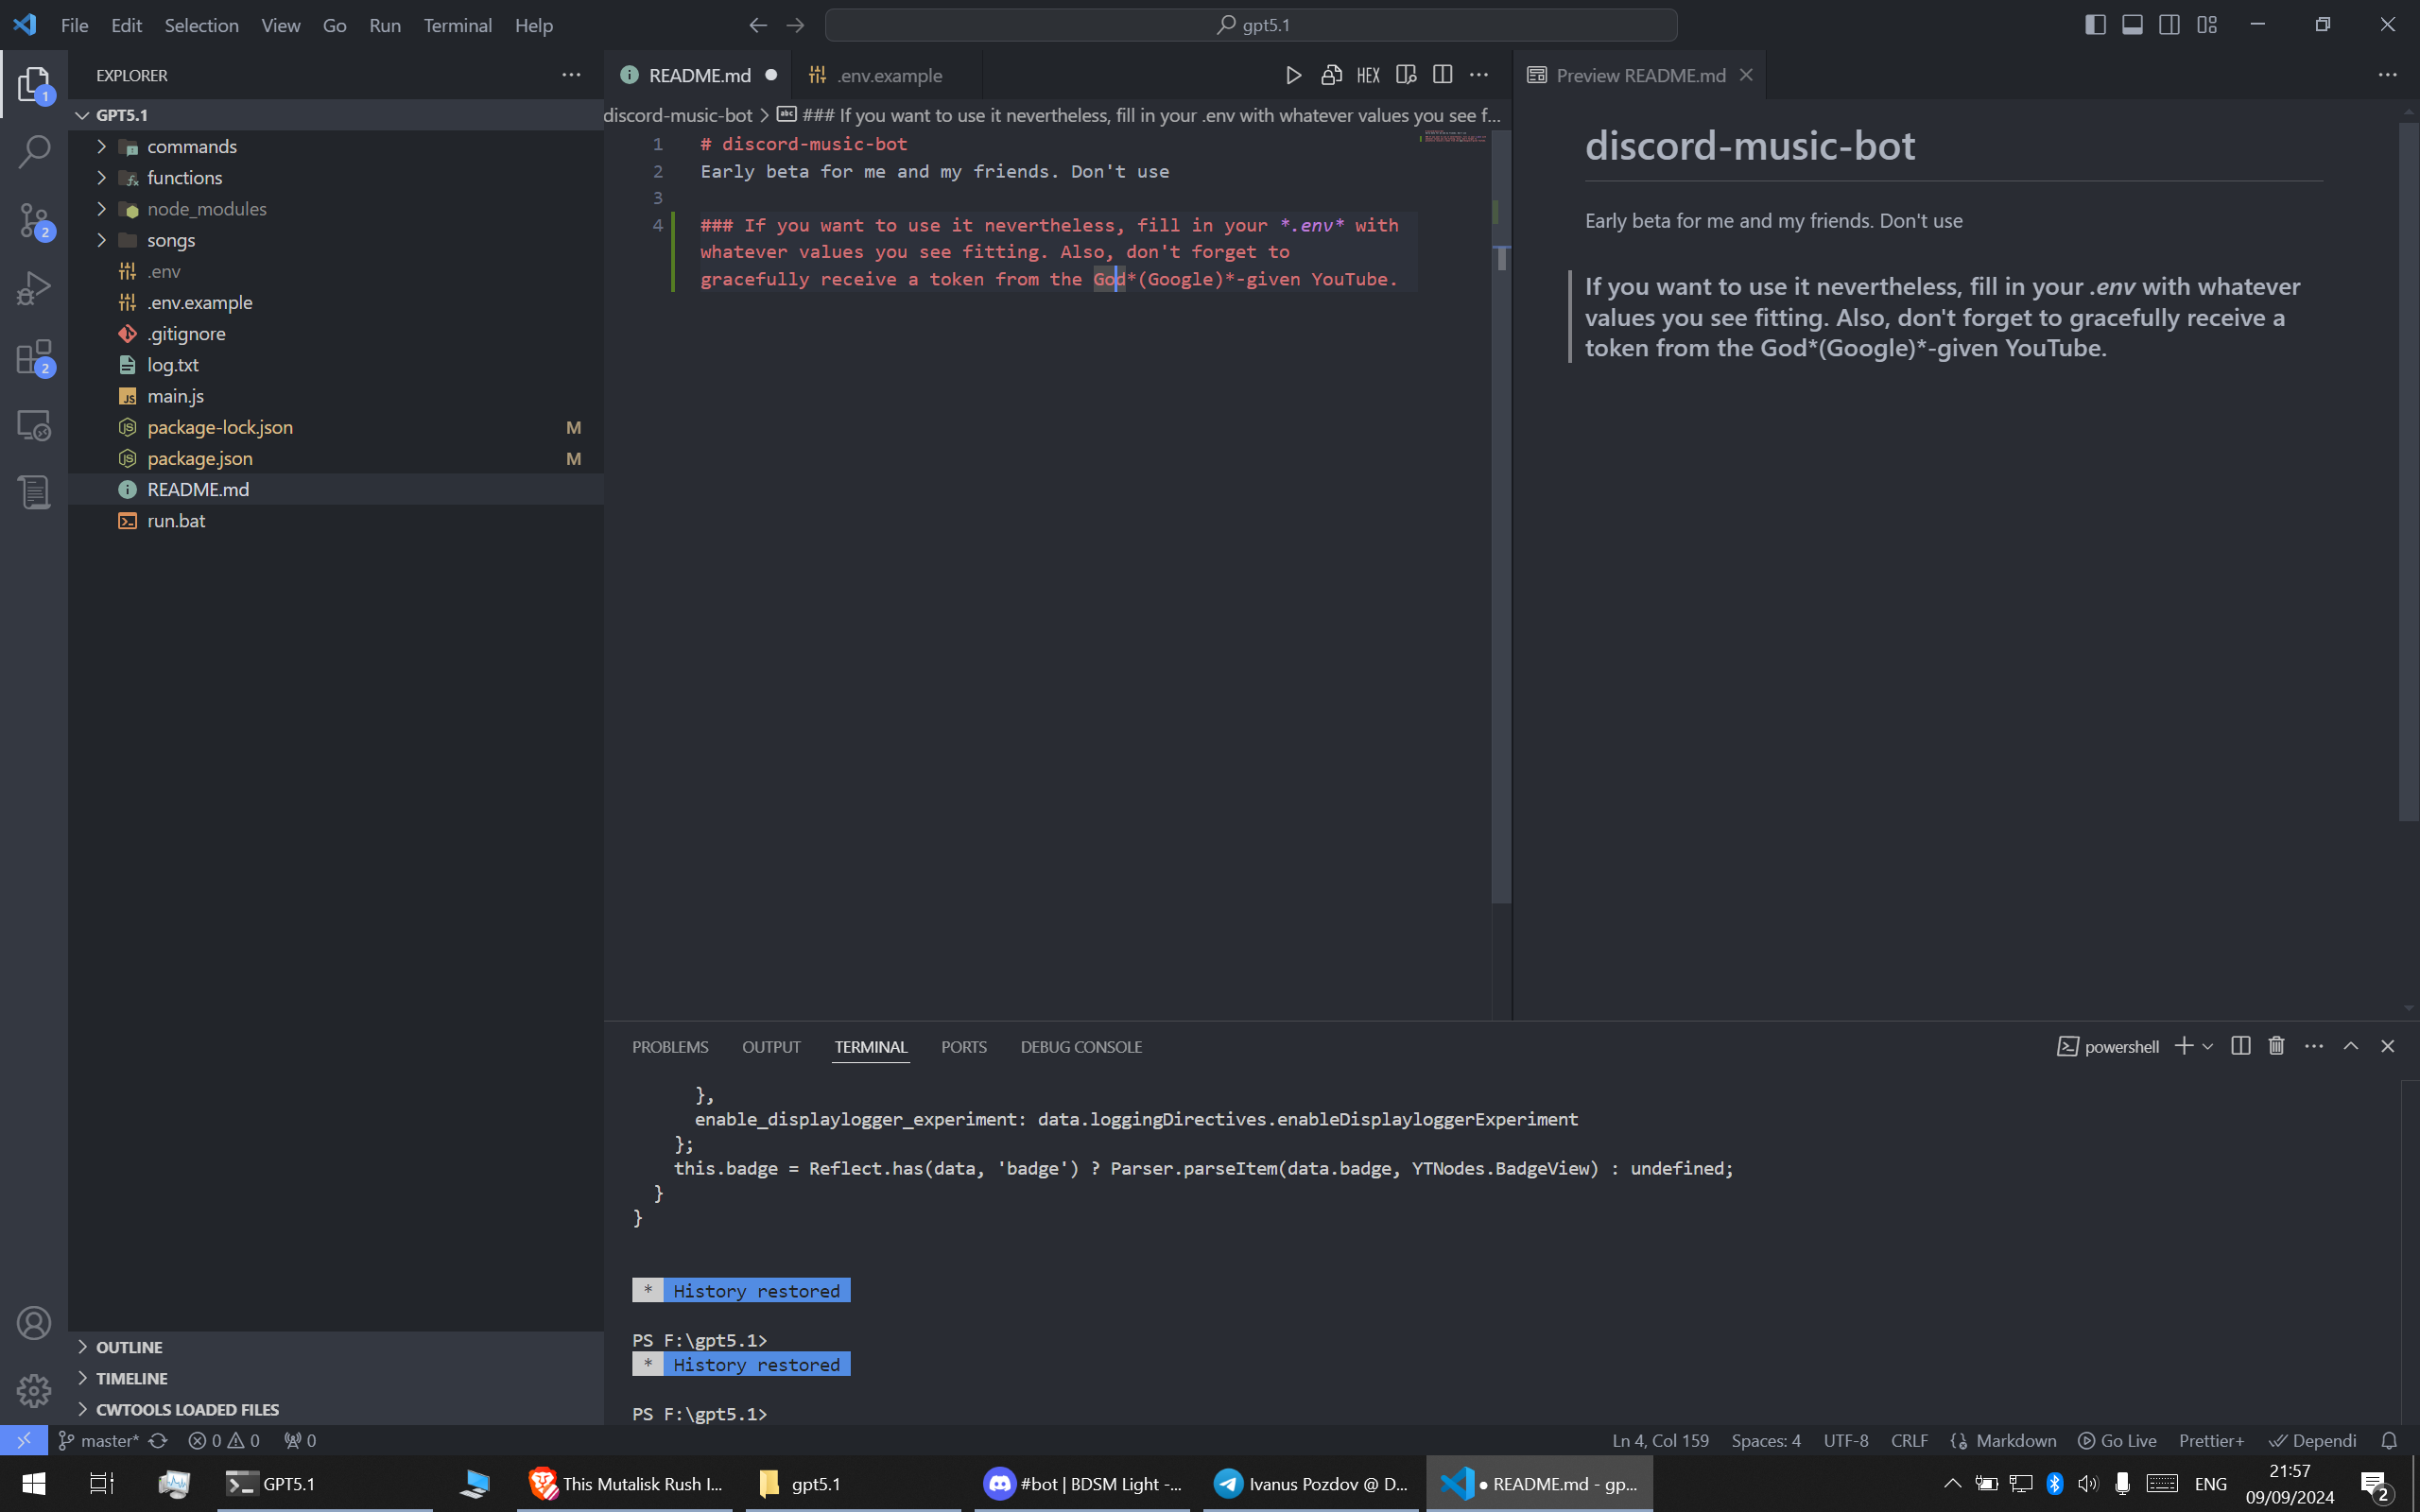 File Edit Selection View Go Run Terminal Help
gpt5.1
EXPLORER
GPT5.1
commands
functions
node_modules
songs
.env
.env.example
.gitignore
log.txt
main.js
package-lock.json M
package.json M
README.md
run.bat
OUTLINE
TIMELINE
CWTOOLS LOADED FILES
1
2
2
README.md
.env.example
HEX
discord-music-bot > ### If you want to use it nevertheless, fill in your .env with whatever values you see f...
1 # discord-music-bot
2 Early beta for me and my friends. Don't use
3
4 ### If you want to use it nevertheless, fill in your *.env* with
whatever values you see fitting. Also, don't forget to
gracefully receive a token from the God*(Google)*-given YouTube.
Preview README.md
discord-music-bot
Early beta for me and my friends. Don't use
If you want to use it nevertheless, fill in your .env with whatever
values you see fitting. Also, don't forget to gracefully receive a
token from the God*(Google)*-given YouTube.
PROBLEMS OUTPUT TERMINAL PORTS DEBUG CONSOLE
powershell
},
enable_displaylogger_experiment: data.loggingDirectives.enableDisplayloggerExperiment
};
this.badge = Reflect.has(data, 'badge') ? Parser.parseItem(data.badge, YTNodes.BadgeView) : undefined;
}
}
* History restored
PS F:\gpt5.1>
* History restored
PS F:\gpt5.1>
master* 0 0 0
Ln 4, Col 159 Spaces: 4 UTF-8 CRLF Markdown Go Live Prettier+ Dependi
GPT5.1
This Mutalisk Rush I...
gpt5.1
#bot | BDSM Light -...
Ivanus Pozdov @ D...
● README.md - gp...
ENG
21:57
09/09/2024
2